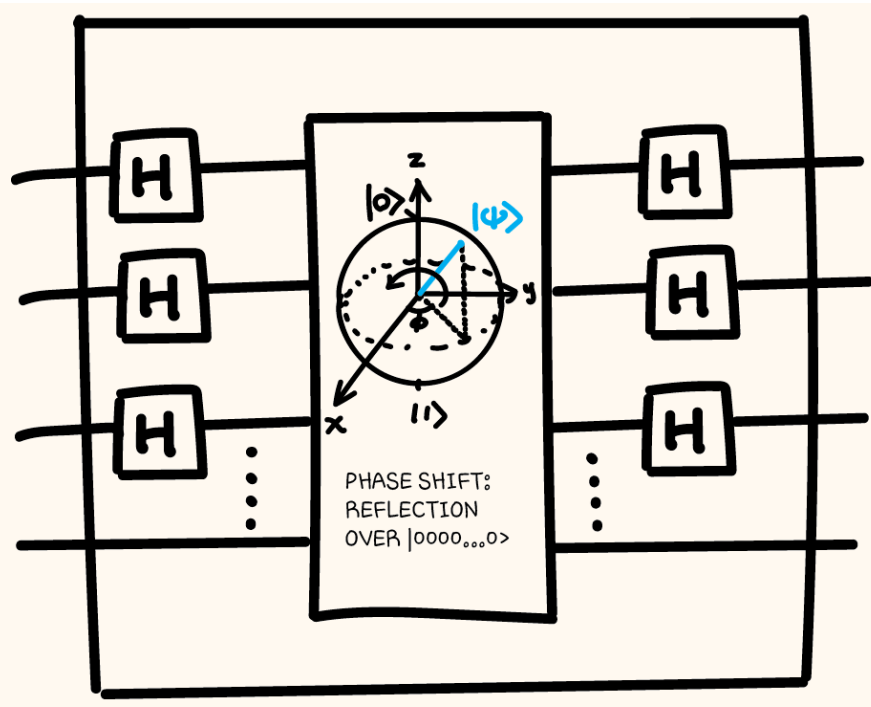 H
H
z
|0⟩
|ψ⟩
H
H
y
Φ
H
H
x
|1⟩
PHASE SHIFT:
REFLECTION
OVER |0000...0>